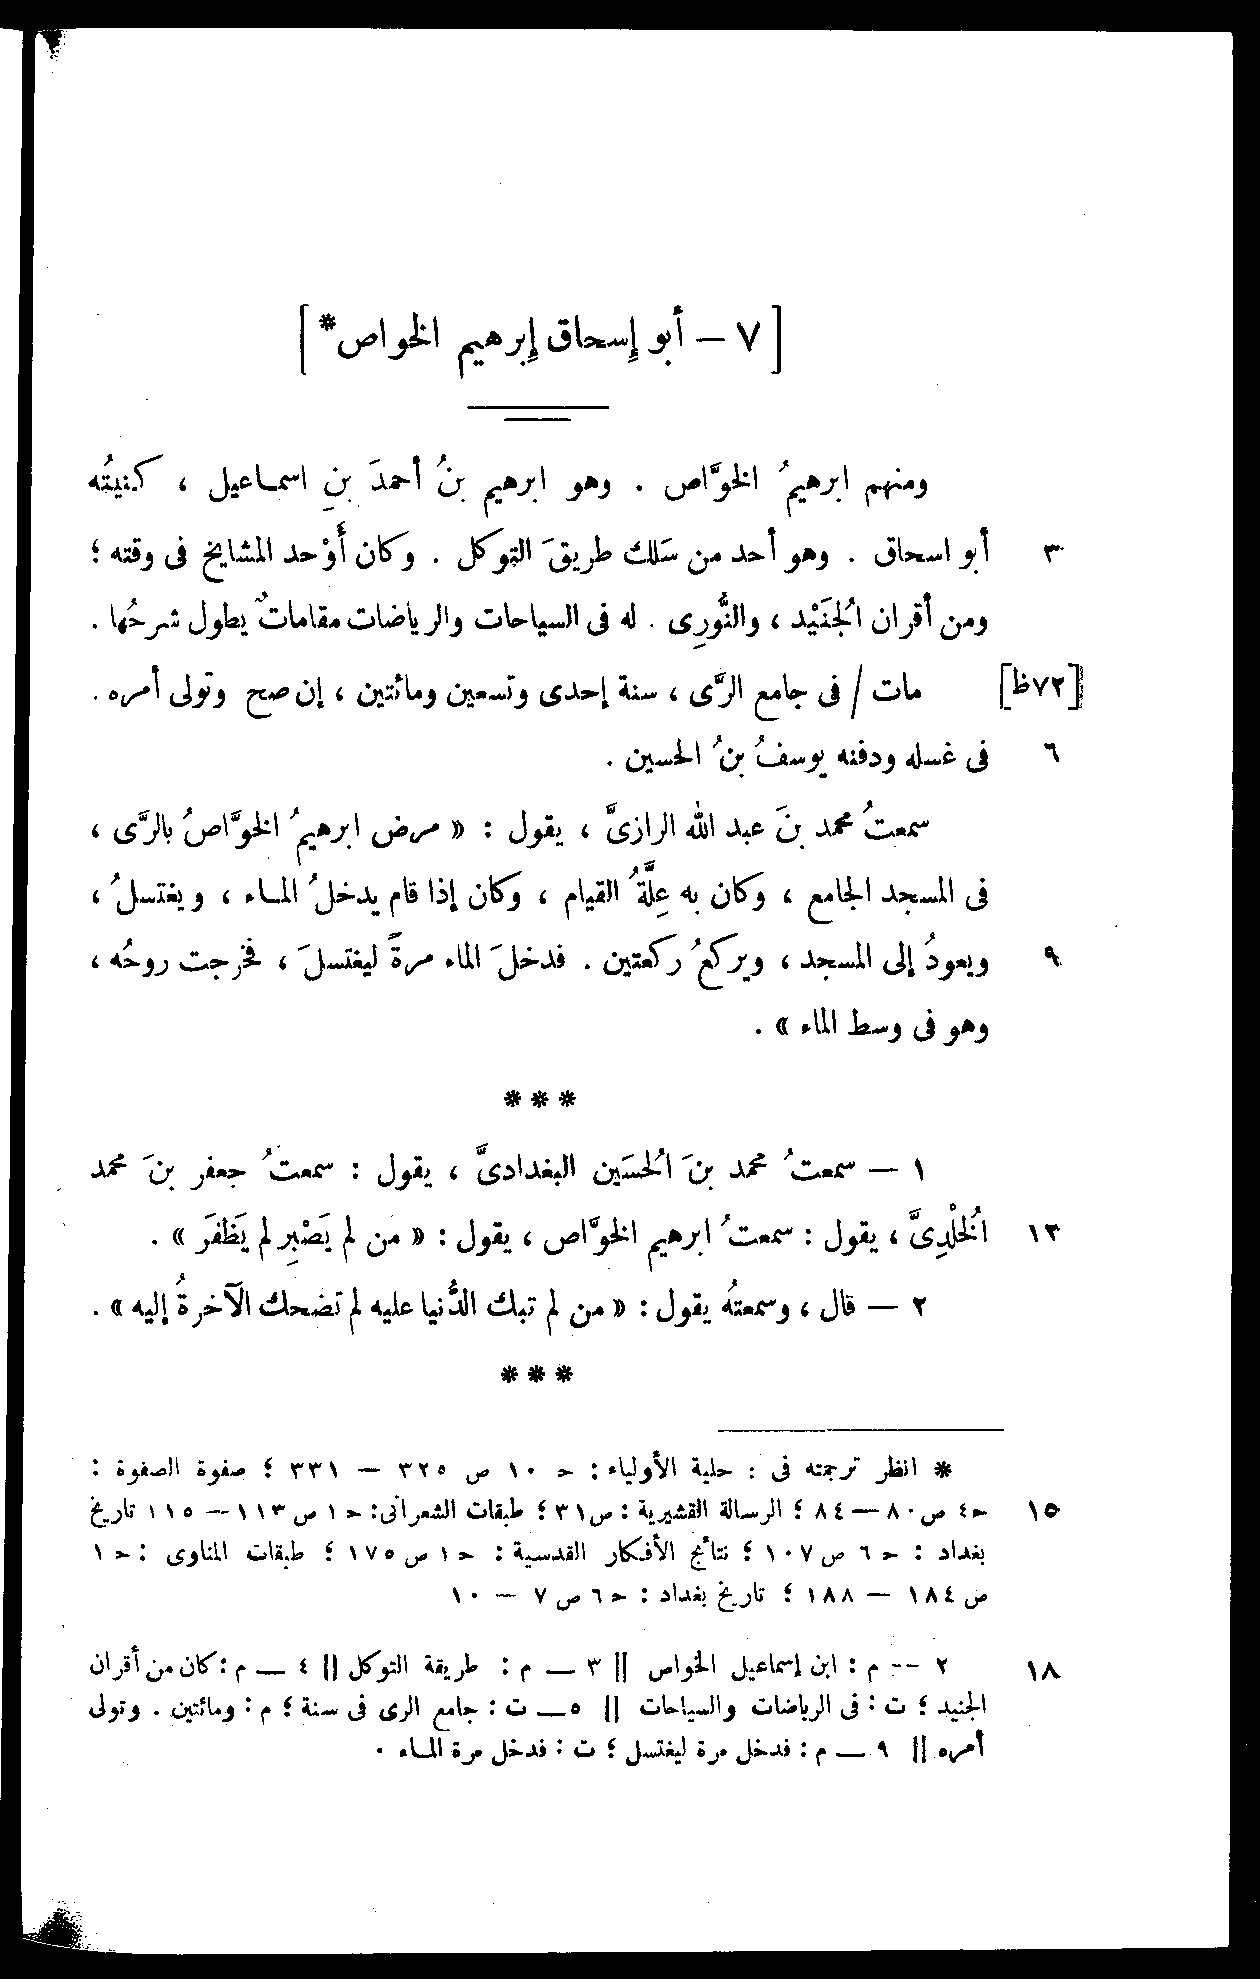 [ ٧ — أبو إسحاق إبرهيم الخواص* ]
ومنهم ابرهيمُ الخوَّاص . وهو ابرهيم بنُ أحمدَ بنِ اسماعيل ، كنيتُه
٣ أبو اسحاق . وهو أحد من سَلك طريقَ التوكل . وكان أَوْحد المشايخ فى وقته ؛
ومن أقران الُجنَيْد ، والنُّورِى . له فى السياحات والرياضات مقاماتٌ يطول شرحُها .
[٧٢ظ] مات / فى جامع الرَّى ، سنة إحدى وتسعين ومائتين ، إن صح وتولى أمره .
٦ فى غسله ودفنه يوسفُ بنُ الحسين .
سمعتُ محمد بنَ عبد الله الرازىَّ ، يقول : « مرض ابرهيمُ الخوَّاصُ بالرَّى ،
فى المسجد الجامع ، وكان به عِلَّةُ القيام ، وكان إذا قام يدخلُ الماء ، ويغتسلُ ،
٩ ويعودُ إلى المسجد ، ويركعُ ركعتين . فدخلَ الماء مرةً ليغتسلَ ، فخرجت روحُه ،
وهو فى وسط الماء » .
* * *
١ — سمعتُ محمد بنَ الُحسَين البغدادىَّ ، يقول : سمعتُ جعفر بنَ محمد
١٣ الُخلْدِىَّ ، يقول : سمعتُ ابرهيم الخوَّاص ، يقول : « من لم يَصْبِر لم يَظفَر » .
٢ — قال ، وسمعتهُ يقول : « من لم تبك الدُّنيا عليه لم تضحك الآخرةُ إليه » .
* * *
* انظر ترجمته فى : حلية الأولياء : حـ ١٠ ص ٣٢٥ — ٣٣١ ؛ صفوة الصفوة :
١٥ حـ٤ ص ٨٠ — ٨٤ ؛ الرسالة القشيرية : ص٣١ ؛ طبقات الشعرانى : حـ ١ ص ١١٣ — ١١٥ تاريخ
بغداد : حـ ٦ ص ١٠٧ ؛ نتائج الأفكار القدسية : حـ ١ ص ١٧٥ ؛ طبقات المناوى : حـ ١
ص ١٨٤ — ١٨٨ ؛ تاريخ بغداد : حـ ٦ ص ٧ — ١٠
١٨ ٢ -- م : ابن إسماعيل الخواص || ٣ — م : طريقة التوكل || ٤ — م : كان من أقران
الجنيد ؛ ت : فى الرياضات والسياحات || ٥ — ت : جامع الرى فى سنة ؛ م : ومائتين . وتولى
أمره || ٩ — م : فدخل مرة ليغتسل ؛ ت : فدخل مرة الماء .